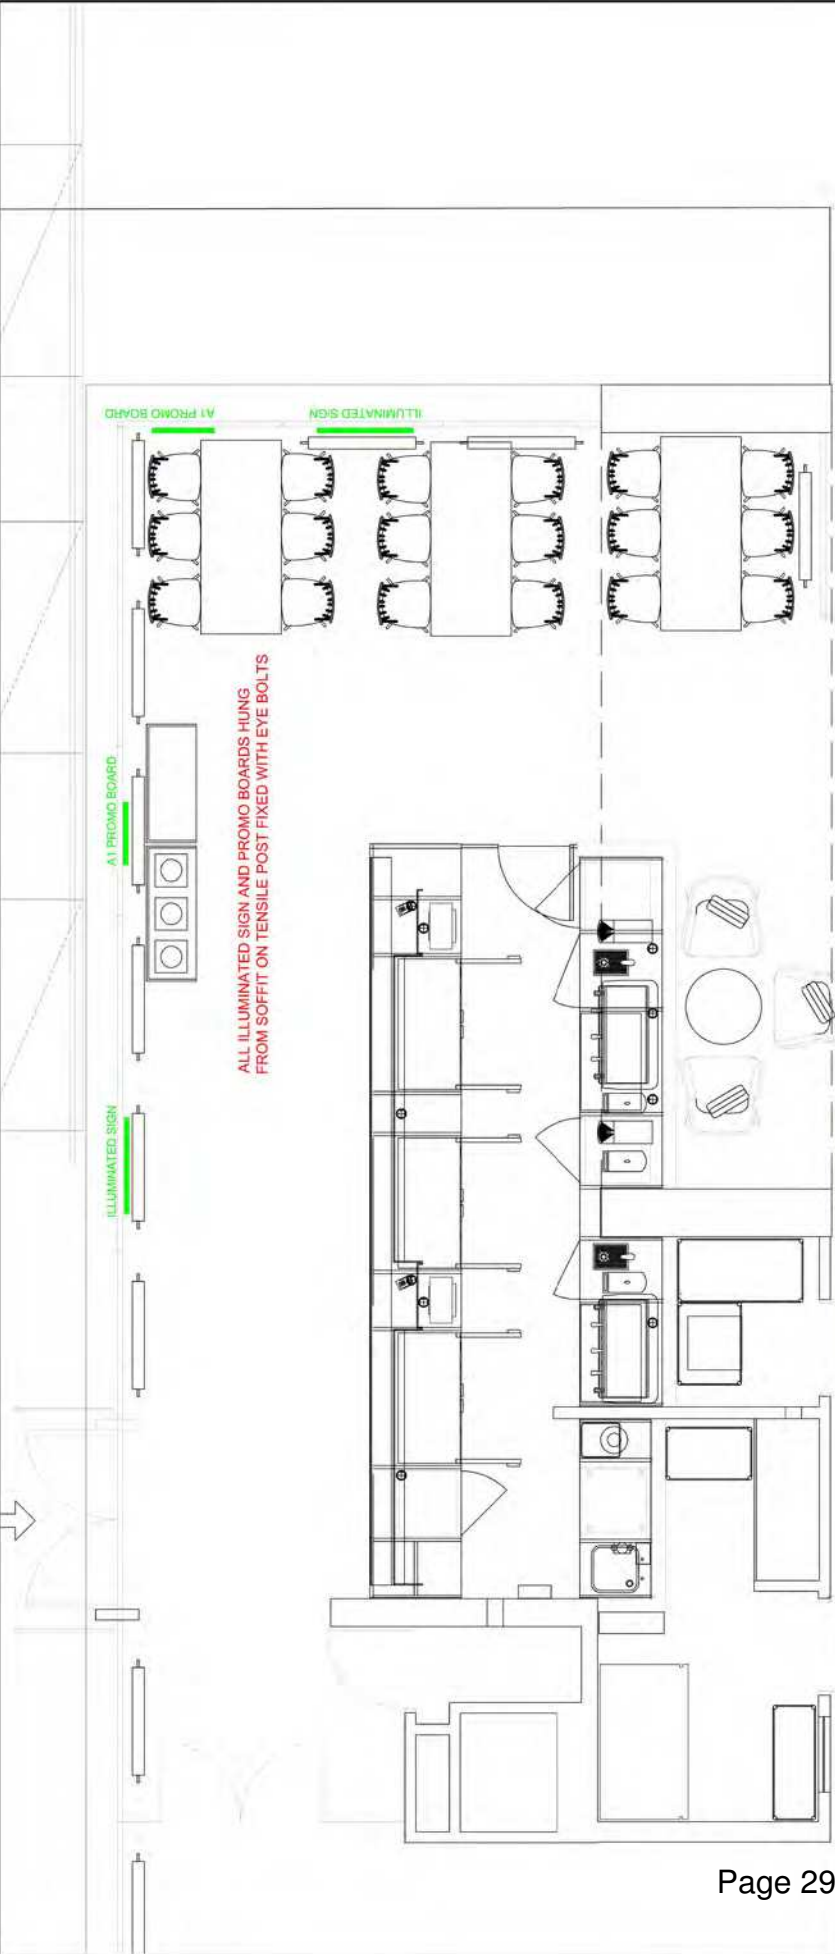 A1 PROMO BOARD
ILLUMINATED SIGN
ALL ILLUMINATED SIGN AND PROMO BOARDS HUNG
FROM SOFFIT ON TENSILE POST FIXED WITH EYE BOLTS
A1 PROMO BOARD
ILLUMINATED SIGN
Page 29